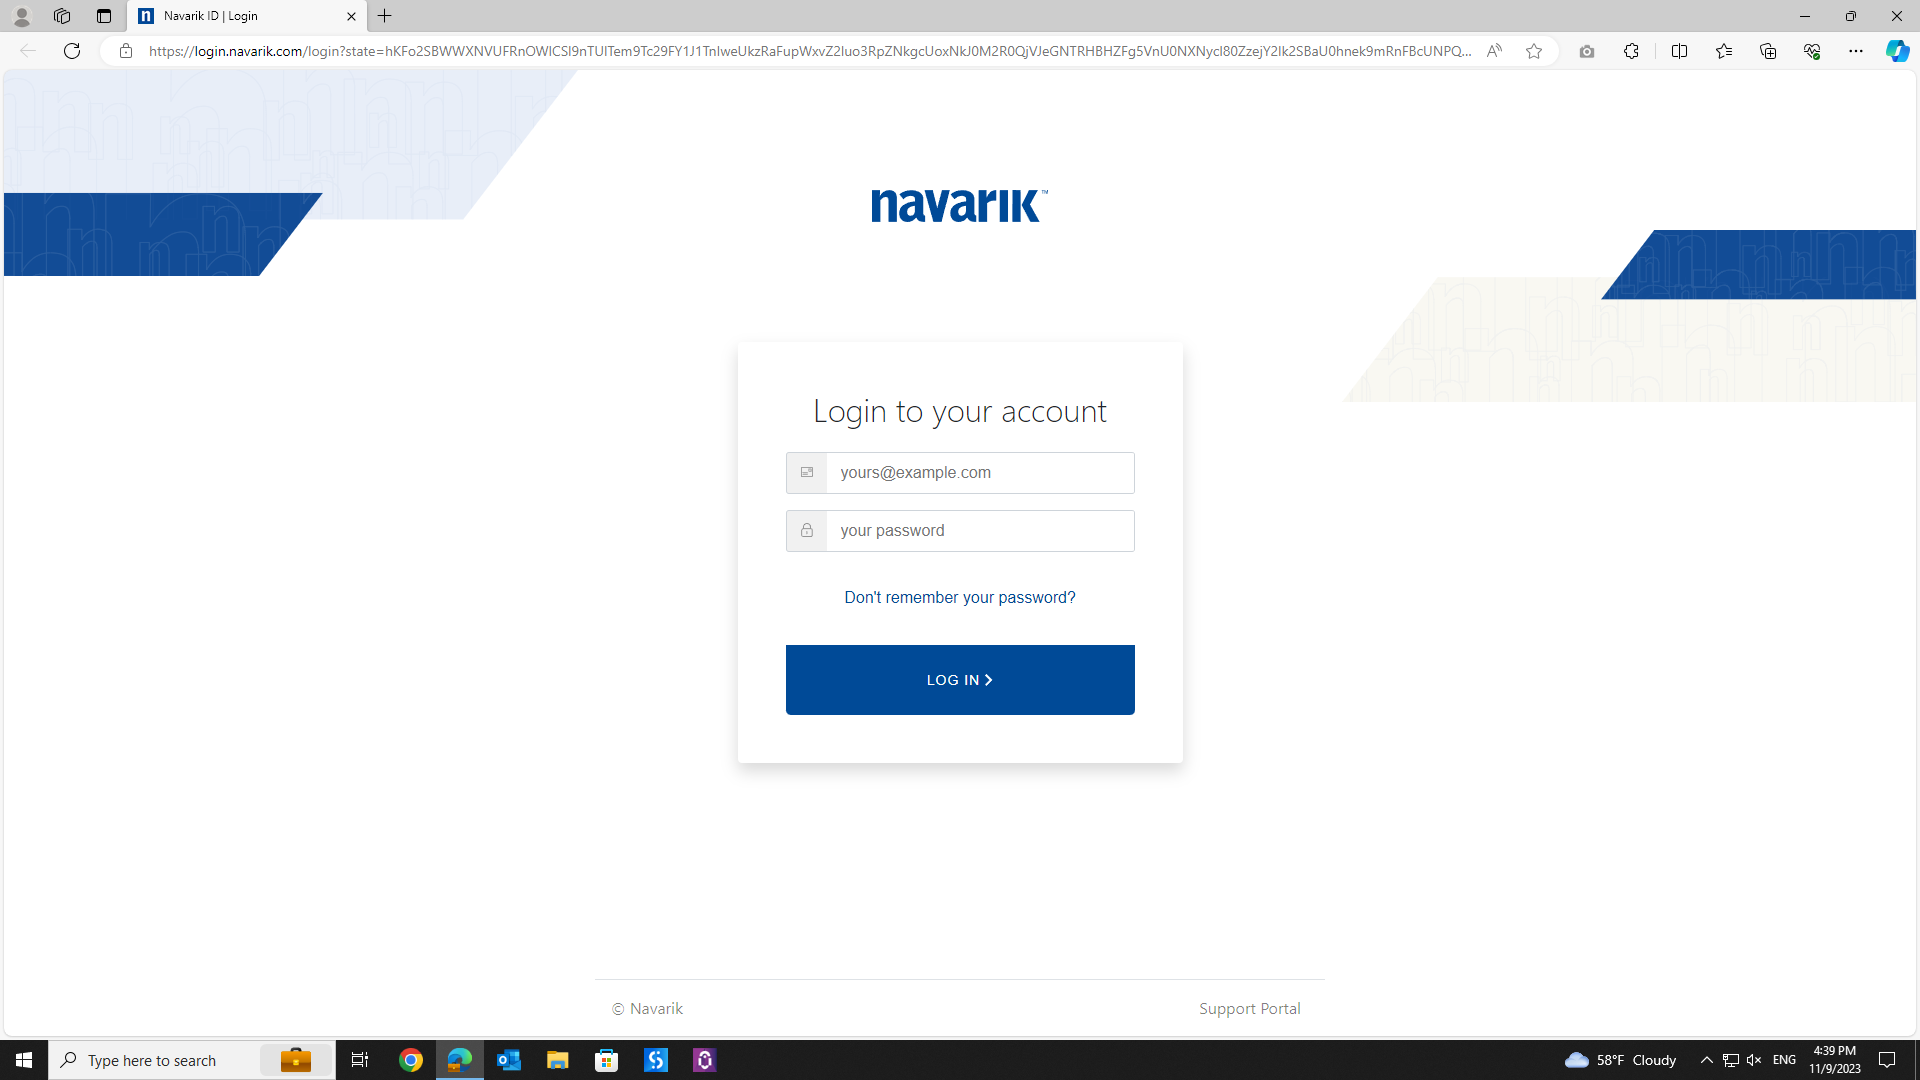 Navarik ID | Login
https://login.navarik.com/login?state=hKFo2SBWWXNVUFRnOWlCSl9nTUlTem9Tc29FY1J1TnlweUkzRaFupWxvZ2luo3RpZNkgcUoxNkJ0M2R0QjVJeGNTRHBHZFg5VnU0NXNycl80ZzejY2lk2SBaU0hnek9mRnFBcUNPQ...
navarik™
Login to your account
yours@example.com
your password
Don't remember your password?
LOG IN
© Navarik
Support Portal
Type here to search
58°F Cloudy
ENG
4:39 PM
11/9/2023